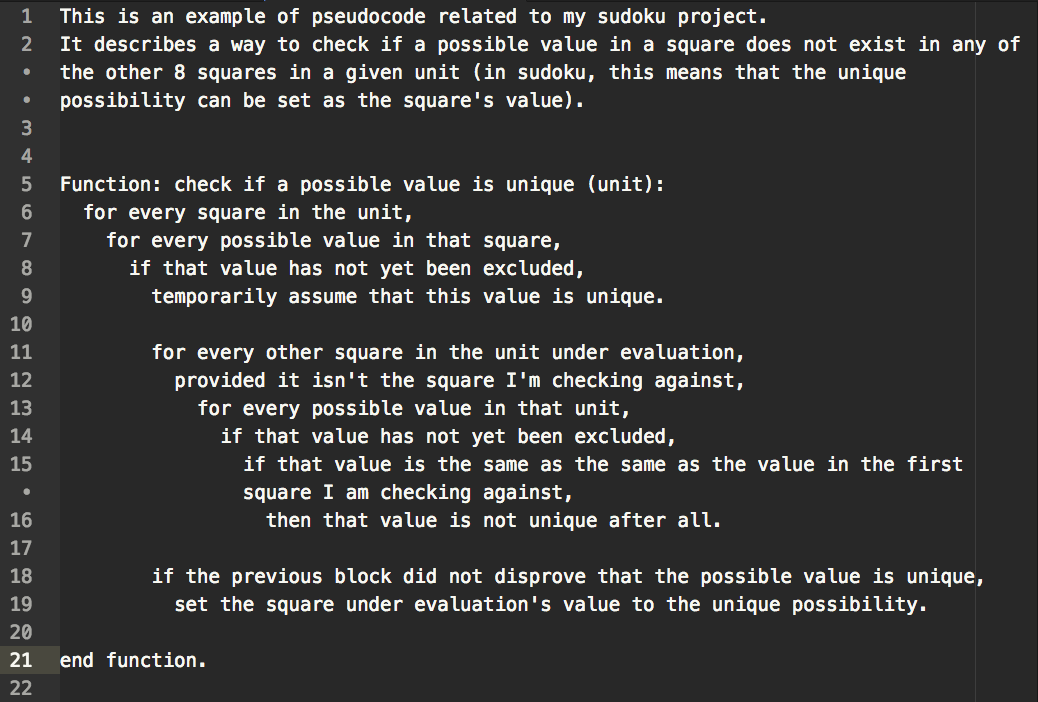 1 This is an example of pseudocode related to my sudoku project.
2 It describes a way to check if a possible value in a square does not exist in any of
• the other 8 squares in a given unit (in sudoku, this means that the unique
• possibility can be set as the square's value).
3
4
5 Function: check if a possible value is unique (unit):
6 for every square in the unit,
7 for every possible value in that square,
8 if that value has not yet been excluded,
9 temporarily assume that this value is unique.
10
11 for every other square in the unit under evaluation,
12 provided it isn't the square I'm checking against,
13 for every possible value in that unit,
14 if that value has not yet been excluded,
15 if that value is the same as the same as the value in the first
• square I am checking against,
16 then that value is not unique after all.
17
18 if the previous block did not disprove that the possible value is unique,
19 set the square under evaluation's value to the unique possibility.
20
21 end function.
22